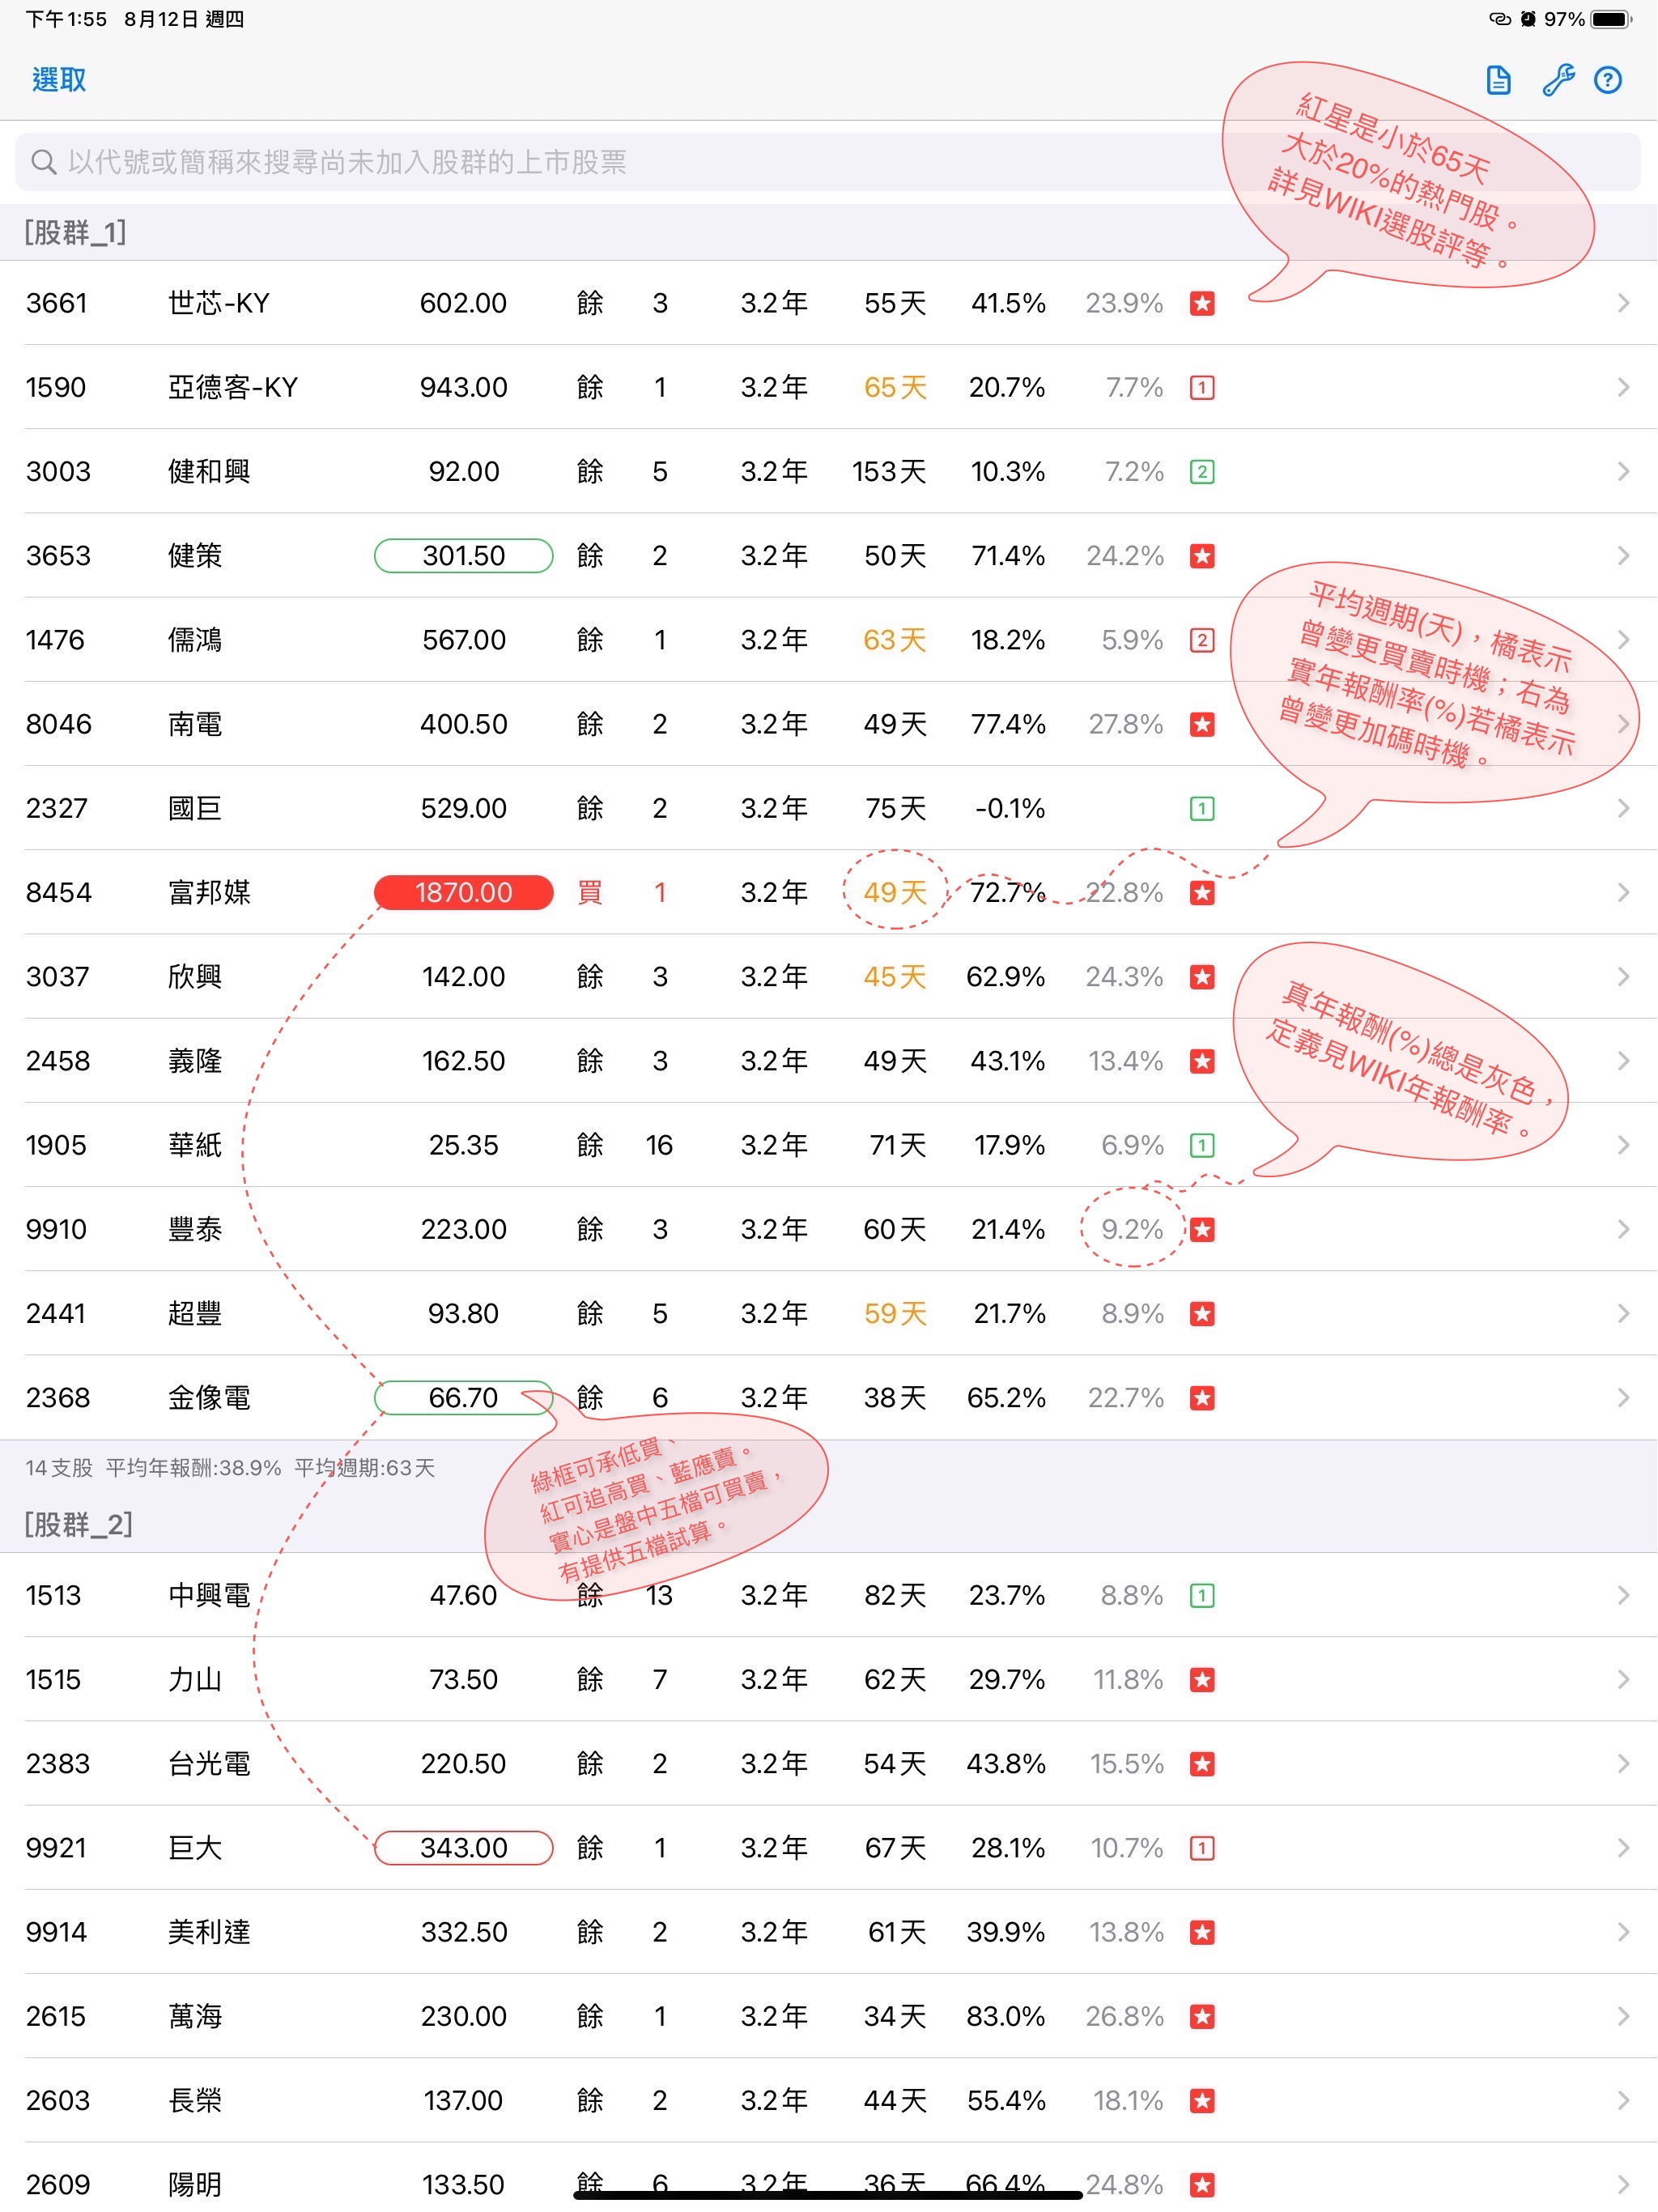 下午1:55 8月12日 週四 97%
選取
以代號或簡稱來搜尋尚未加入股群的上市股票
紅星是小於65天
大於20%的熱門股。
詳見WIKI選股評等。
[股群_1]
3661 世芯-KY 602.00 餘 3 3.2年 55天 41.5% 23.9%
1590 亞德客-KY 943.00 餘 1 3.2年 65天 20.7% 7.7% 1
3003 健和興 92.00 餘 5 3.2年 153天 10.3% 7.2% 2
3653 健策 301.50 餘 2 3.2年 50天 71.4% 24.2%
1476 儒鴻 567.00 餘 1 3.2年 63天 18.2% 5.9% 2
8046 南電 400.50 餘 2 3.2年 49天 77.4% 27.8%
平均週期(天)，橘表示
曾變更買賣時機；右為
實年報酬率(%)若橘表示
曾變更加碼時機。
2327 國巨 529.00 餘 2 3.2年 75天 -0.1% 1
8454 富邦媒 1870.00 買 1 3.2年 49天 72.7% 22.8%
3037 欣興 142.00 餘 3 3.2年 45天 62.9% 24.3%
2458 義隆 162.50 餘 3 3.2年 49天 43.1% 13.4%
真年報酬(%)總是灰色，
定義見WIKI年報酬率。
1905 華紙 25.35 餘 16 3.2年 71天 17.9% 6.9% 1
9910 豐泰 223.00 餘 3 3.2年 60天 21.4% 9.2%
2441 超豐 93.80 餘 5 3.2年 59天 21.7% 8.9%
2368 金像電 66.70 餘 6 3.2年 38天 65.2% 22.7%
14支股 平均年報酬:38.9% 平均週期:63天
綠框可承低買、
紅可追高買、藍應賣。
實心是盤中五檔可買賣，
有提供五檔試算。
[股群_2]
1513 中興電 47.60 餘 13 3.2年 82天 23.7% 8.8% 1
1515 力山 73.50 餘 7 3.2年 62天 29.7% 11.8%
2383 台光電 220.50 餘 2 3.2年 54天 43.8% 15.5%
9921 巨大 343.00 餘 1 3.2年 67天 28.1% 10.7% 1
9914 美利達 332.50 餘 2 3.2年 61天 39.9% 13.8%
2615 萬海 230.00 餘 1 3.2年 34天 83.0% 26.8%
2603 長榮 137.00 餘 2 3.2年 44天 55.4% 18.1%
2609 陽明 133.50 餘 6 3.2年 36天 66.4% 24.8%